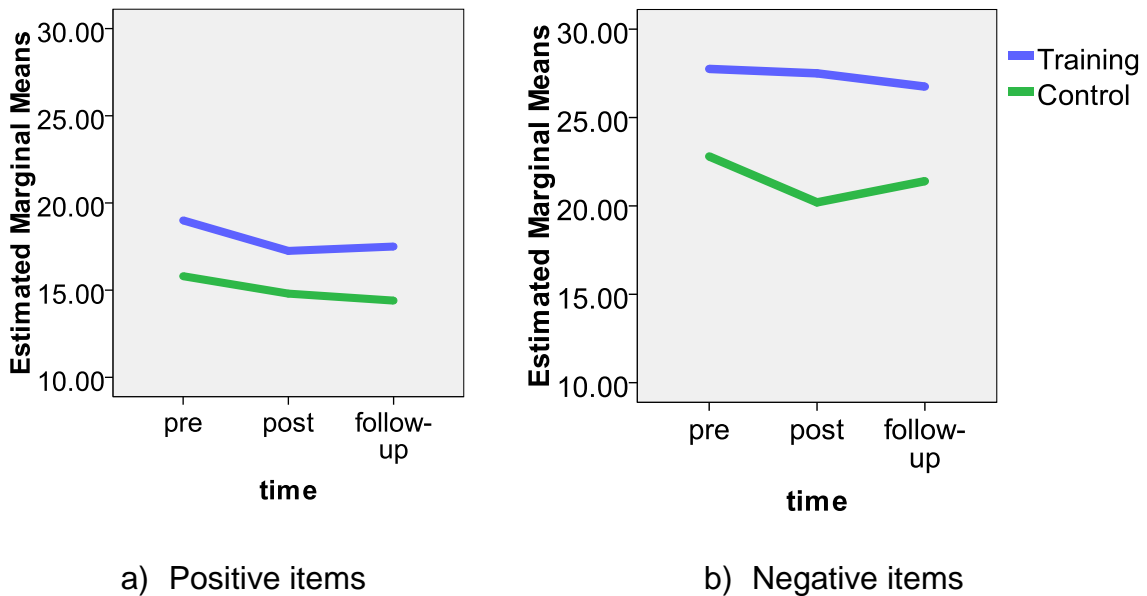 Estimated Marginal Means
30.00
25.00
20.00
15.00
10.00
pre
post
follow-
up
time
a) Positive items
Estimated Marginal Means
30.00
25.00
20.00
15.00
10.00
pre
post
follow-
up
time
b) Negative items
Training
Control